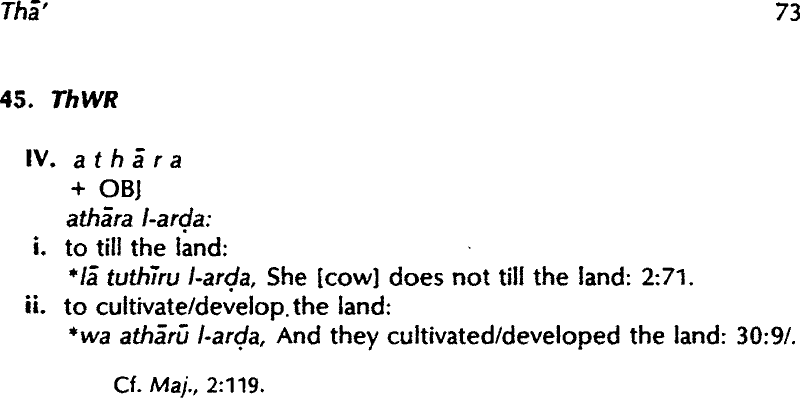 Thā’ 73
45. ThWR
IV. a t h ā r a
+ OBJ
athāra l-arḍa:
i. to till the land:
*lā tuthīru l-arḍa, She [cow] does not till the land: 2:71.
ii. to cultivate/develop.the land:
*wa athārū l-arḍa, And they cultivated/developed the land: 30:9/.
Cf. Maj., 2:119.